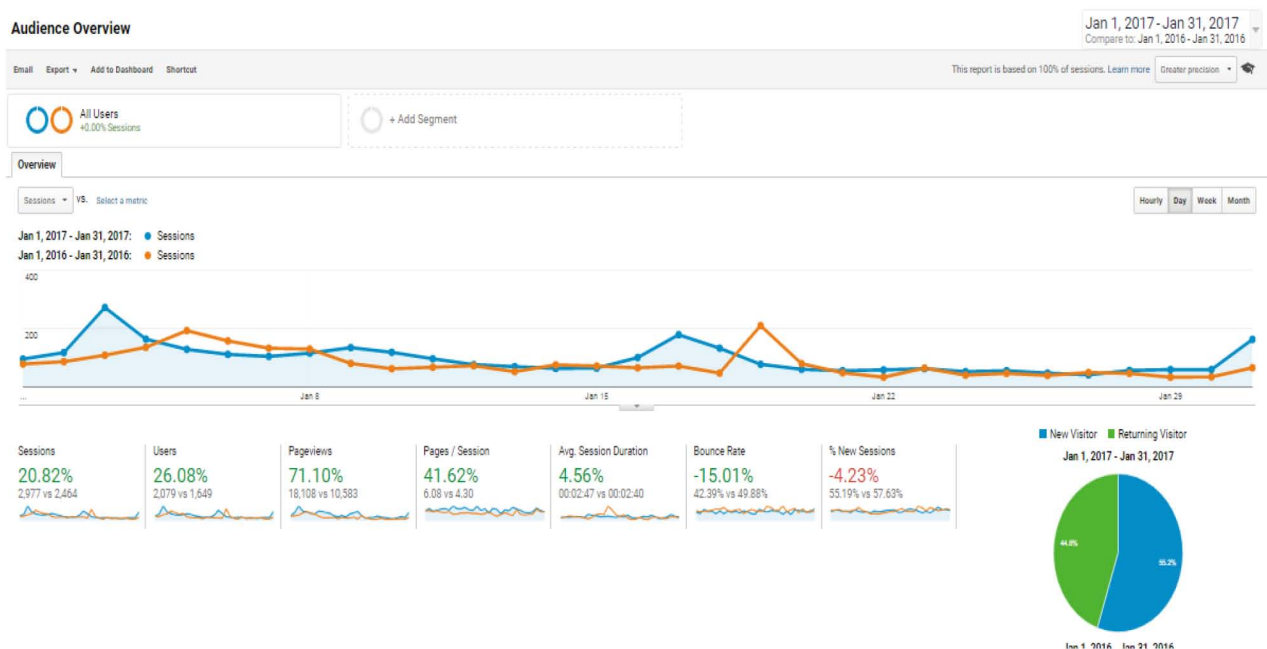 Audience Overview
Jan 1, 2017 - Jan 31, 2017
Compare to: Jan 1, 2016 - Jan 31, 2016
Email Export Add to Dashboard Shortcut
This report is based on 100% of sessions. Learn more Greater precision
All Users
+0.00% Sessions
+ Add Segment
Overview
Sessions VS. Select a metric
Hourly Day Week Month
Jan 1, 2017 - Jan 31, 2017: Sessions
Jan 1, 2016 - Jan 31, 2016: Sessions
400
200
... Jan 8 Jan 15 Jan 22 Jan 29
Sessions
20.82%
2,977 vs 2,464
Users
26.08%
2,079 vs 1,649
Pageviews
71.10%
18,108 vs 10,583
Pages / Session
41.62%
6.08 vs 4.30
Avg. Session Duration
4.56%
00:02:47 vs 00:02:40
Bounce Rate
-15.01%
42.39% vs 49.88%
% New Sessions
-4.23%
55.19% vs 57.63%
New Visitor Returning Visitor
Jan 1, 2017 - Jan 31, 2017
44.8%
55.2%
Jan 1, 2016 - Jan 31, 2016